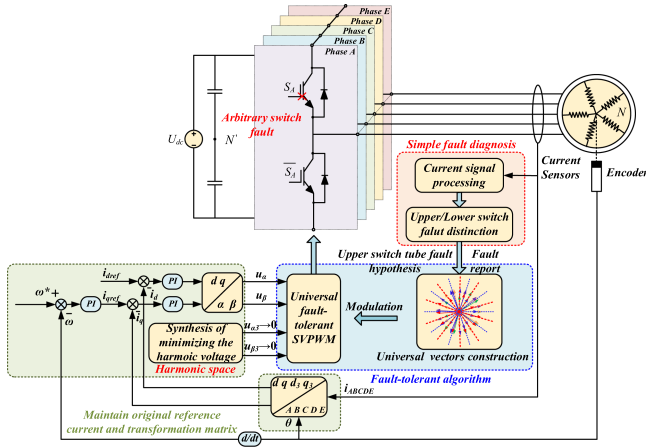 Phase E
Phase D
Phase C
Phase B
Phase A
S_A
Arbitrary switch
fault
U_dc
N'
S_A
N
Simple fault diagnosis
Current signal
processing
Current
Sensors
Encoder
Upper/Lower switch
falut distinction
Upper switch tube fault
hypothesis
Fault
report
i_dref
PI
d q
α β
u_α
u_β
ω* +
PI
i_qref
- i_d
PI
- ω
- i_q
Universal
fault-
tolerant
SVPWM
Modulation
Universal vectors construction
Synthesis of
minimizing the
harmoic voltage
u_α3→0
u_β3→0
Harmonic space
Fault-tolerant algorithm
d q d_3 q_3
A B C D E
i_ABCDE
θ
Maintain original reference
current and transformation matrix
d/dt